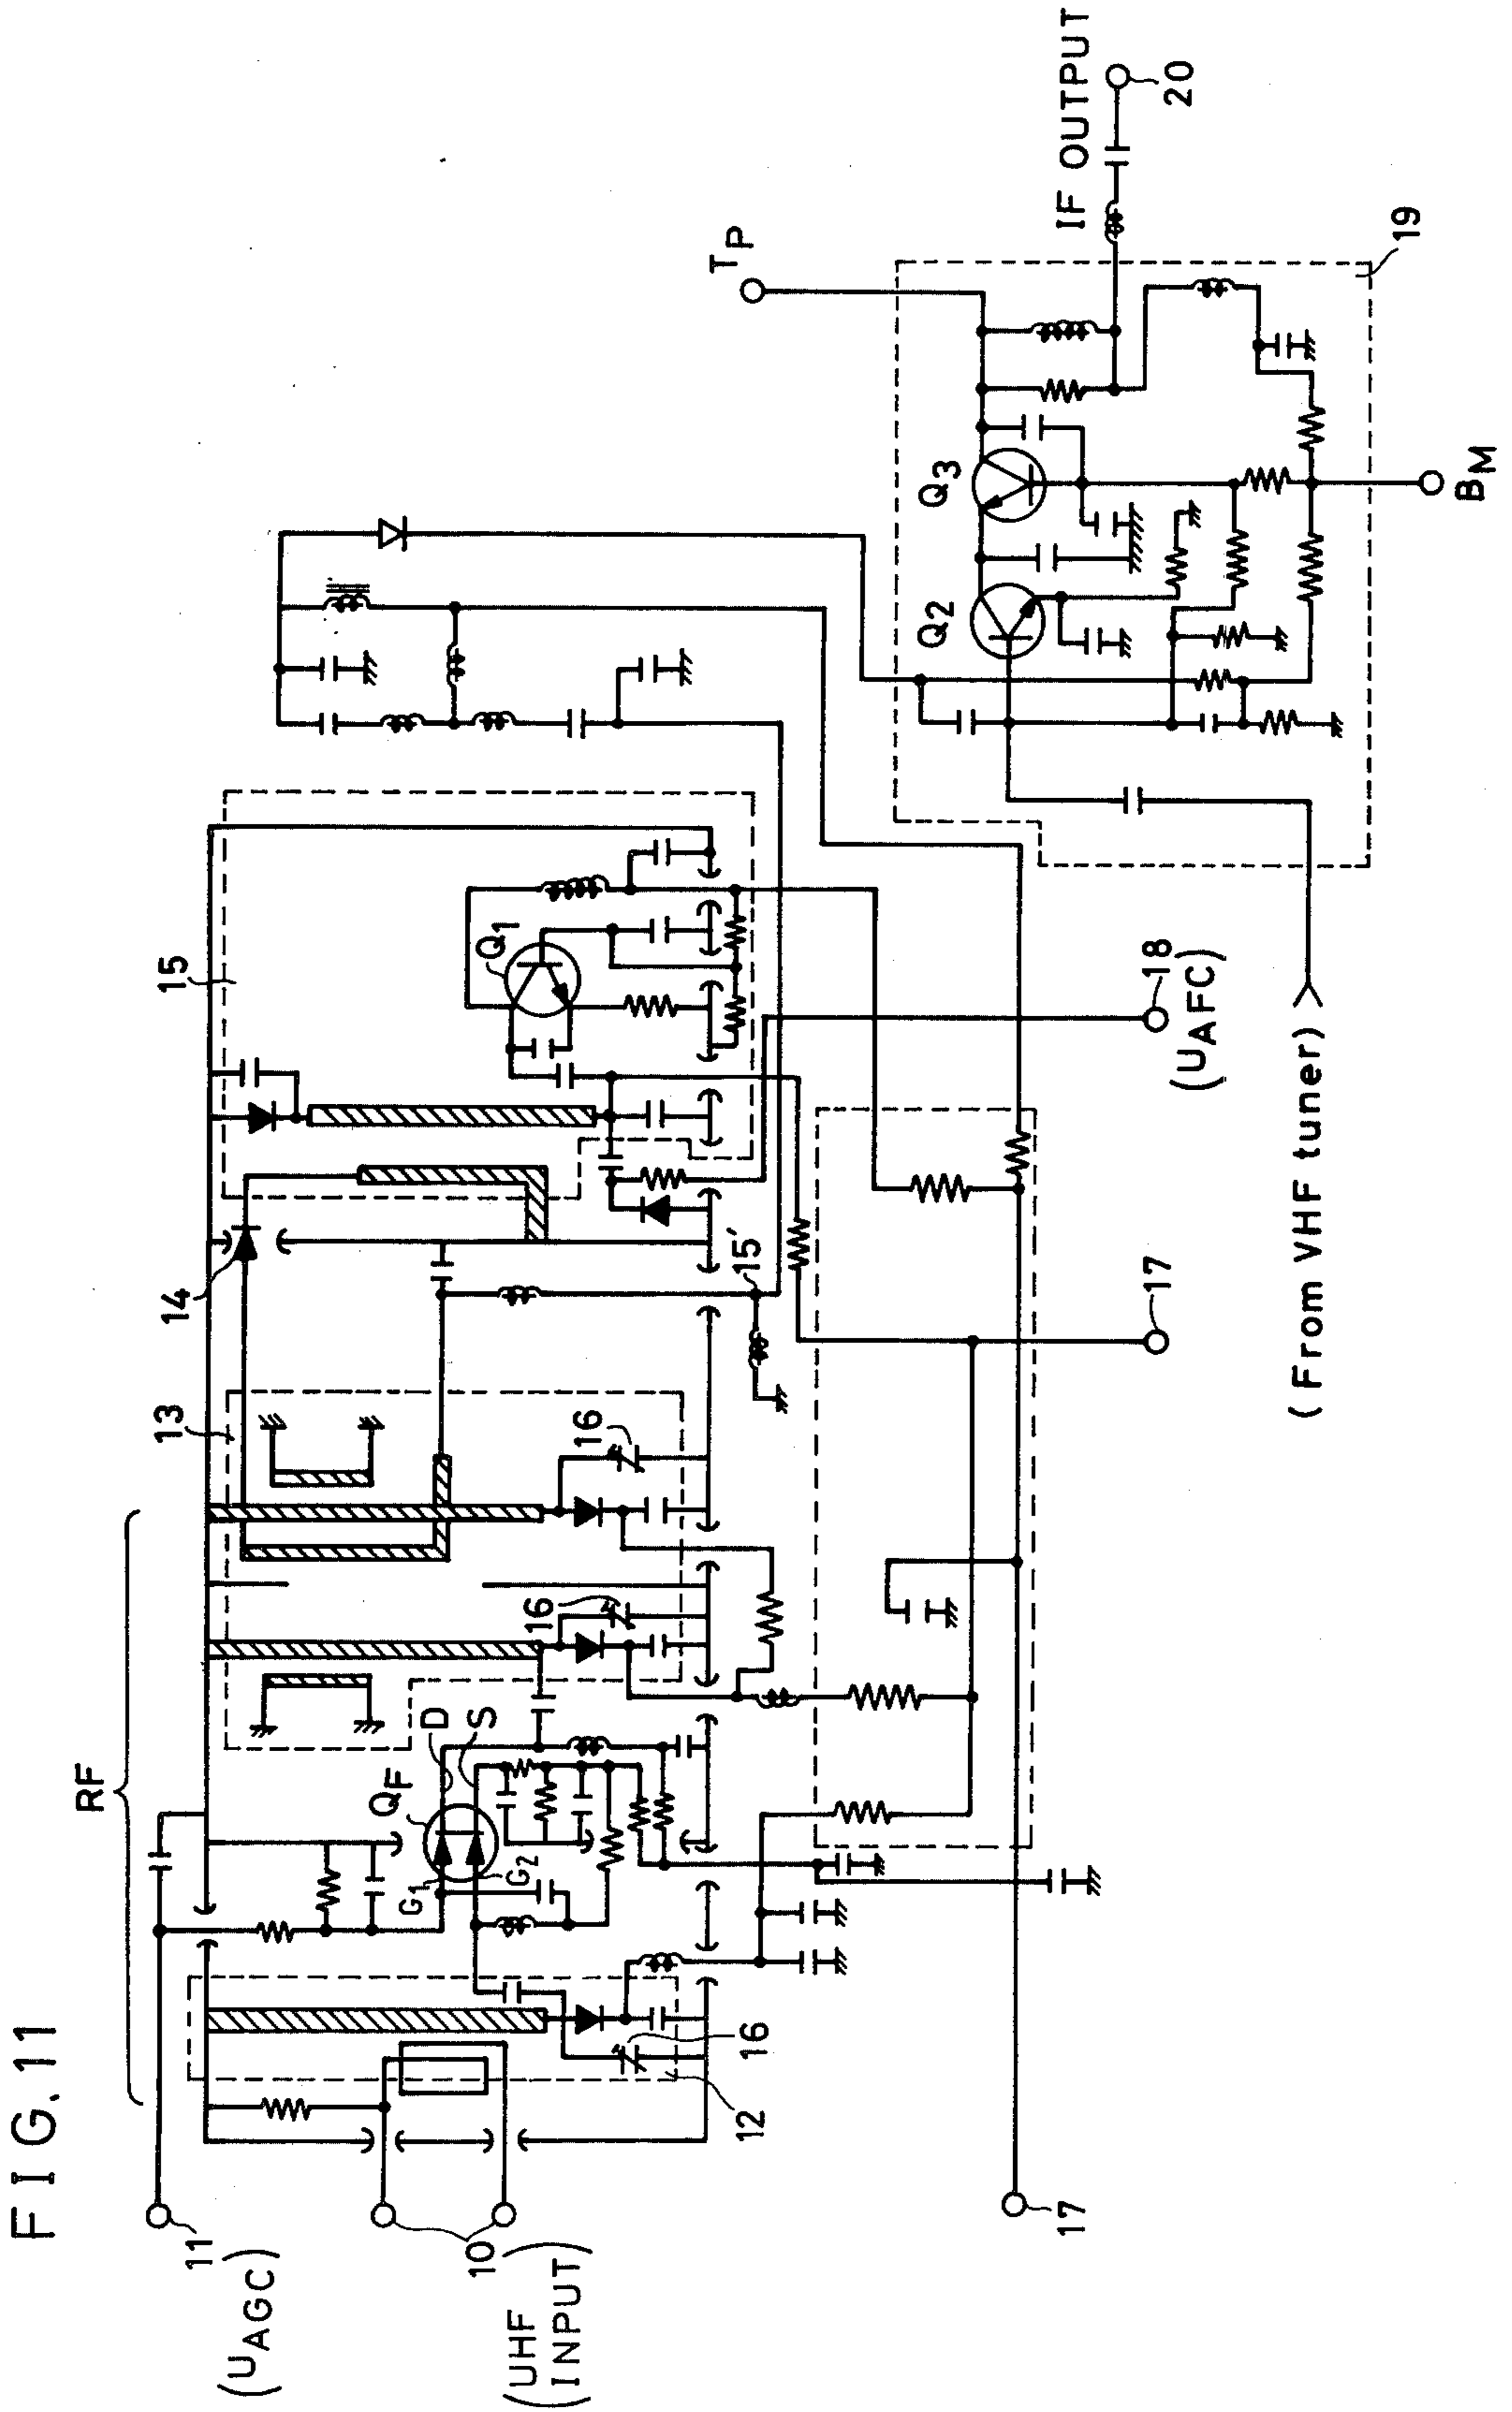 FIG. 11
RF
11
(UAGC)
10
(UHF
INPUT)
12
16
G1
G2
QF
D
S
13
16
16
14
15
15'
Q1
17
17
18
(UAFC)
(From VHF tuner)
Q2
Q3
TP
BM
19
IF OUTPUT
20